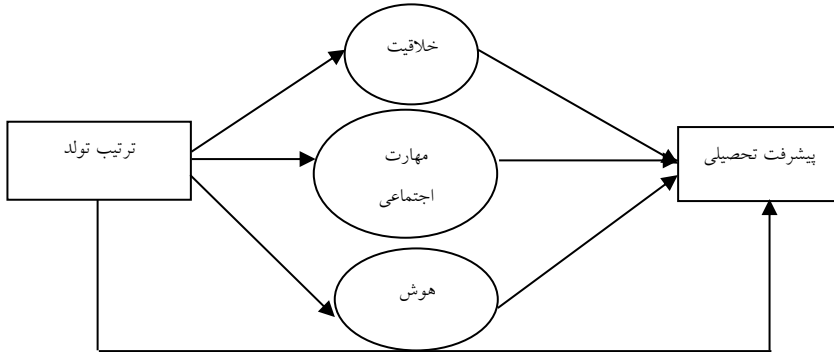 خلاقیت
ترتیب تولد
مهارت
اجتماعی
پیشرفت تحصیلی
هوش